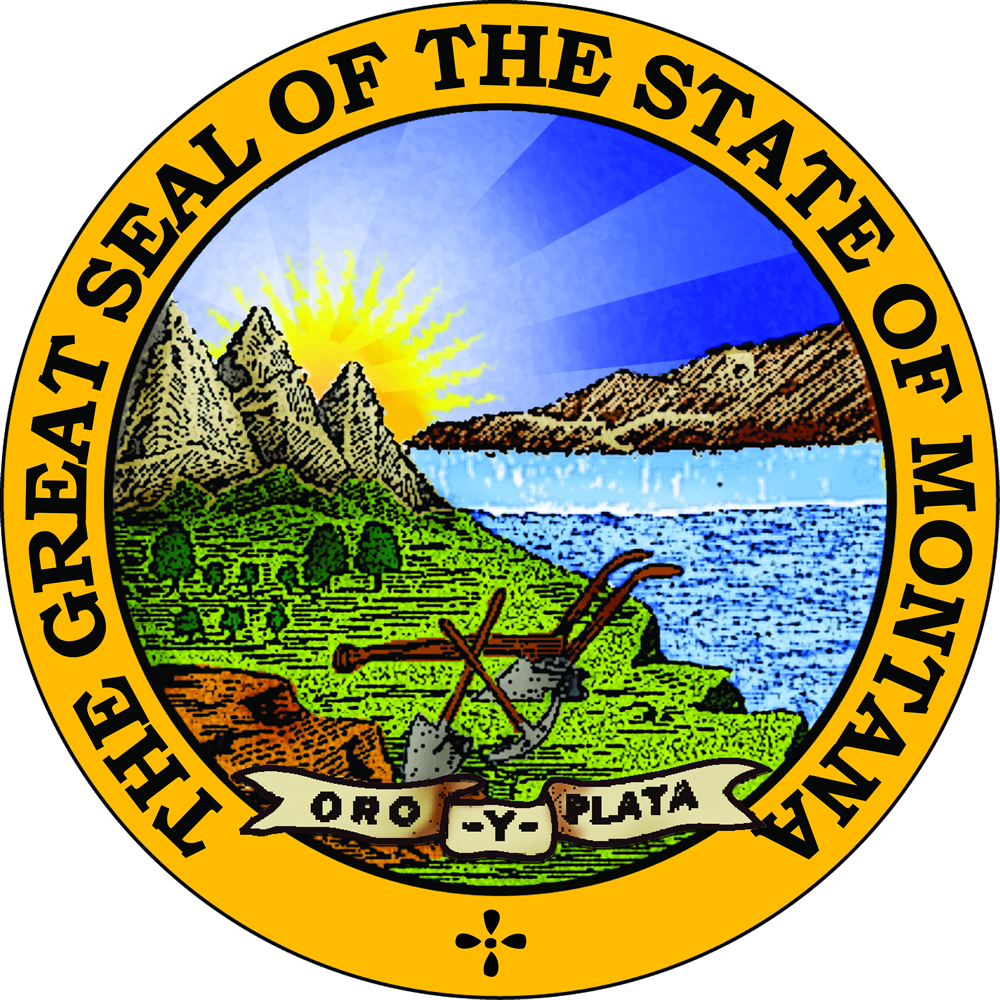 THE GREAT SEAL OF THE STATE OF MONTANA
ORO -Y- PLATA